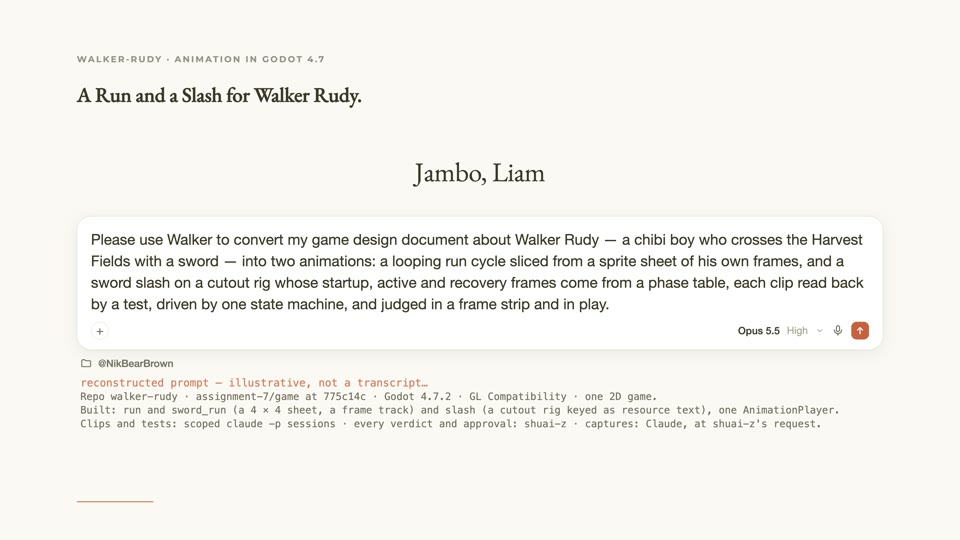 WALKER-RUDY · ANIMATION IN GODOT 4.7
A Run and a Slash for Walker Rudy.
Jambo, Liam
Please use Walker to convert my game design document about Walker Rudy — a chibi boy who crosses the Harvest
Fields with a sword — into two animations: a looping run cycle sliced from a sprite sheet of his own frames, and a
sword slash on a cutout rig whose startup, active and recovery frames come from a phase table, each clip read back
by a test, driven by one state machine, and judged in a frame strip and in play.
+
Opus 5.5 High
@NikBearBrown
reconstructed prompt — illustrative, not a transcript…
Repo walker-rudy · assignment-7/game at 775c14c · Godot 4.7.2 · GL Compatibility · one 2D game.
Built: run and sword_run (a 4 × 4 sheet, a frame track) and slash (a cutout rig keyed as resource text), one AnimationPlayer.
Clips and tests: scoped claude -p sessions · every verdict and approval: shuai-z · captures: Claude, at shuai-z's request.